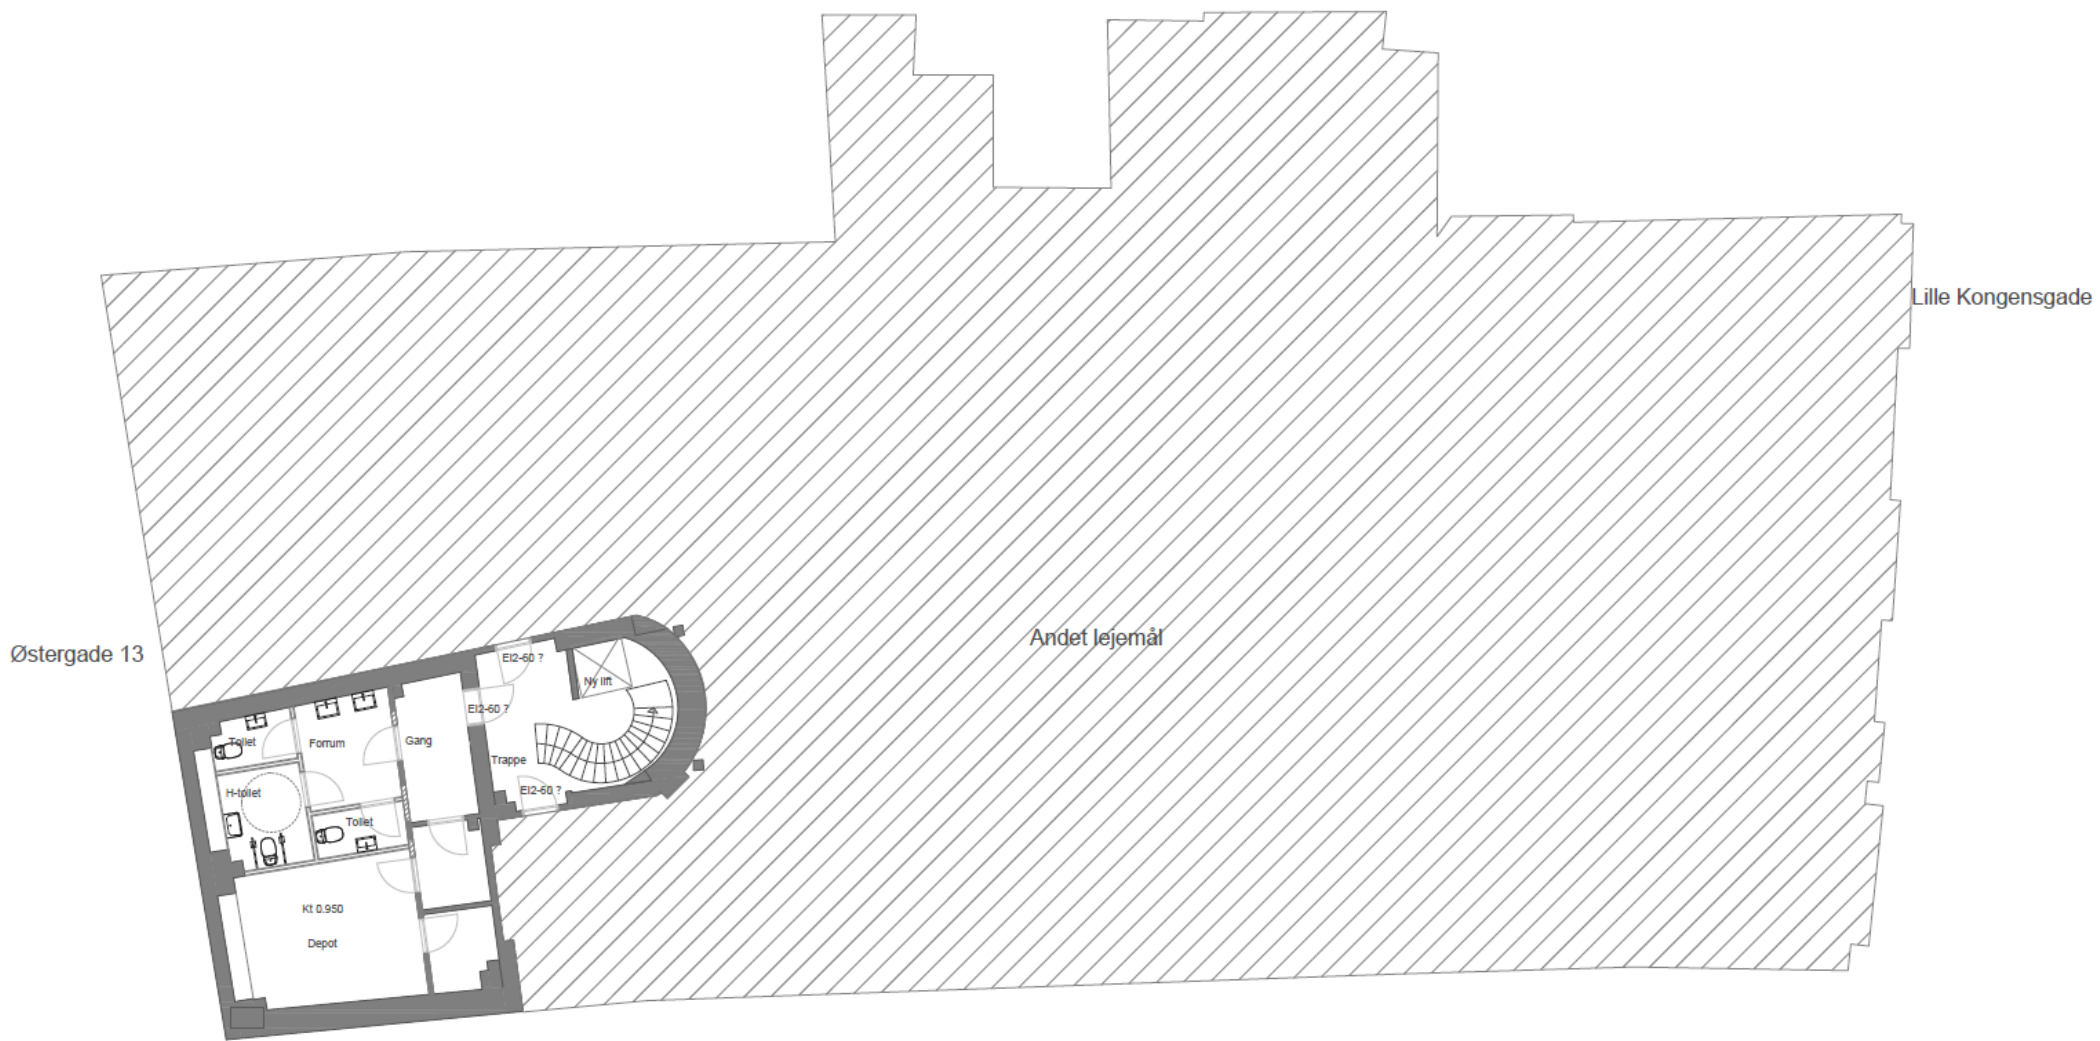 Lille Kongensgade
Andet lejemål
Østergade 13
EI2-60 ?
Ny lift
EI2-60 ?
Toilet
Forrum
Gang
Trappe
EI2-60 ?
H-toilet
Toilet
Kt 0.950
Depot